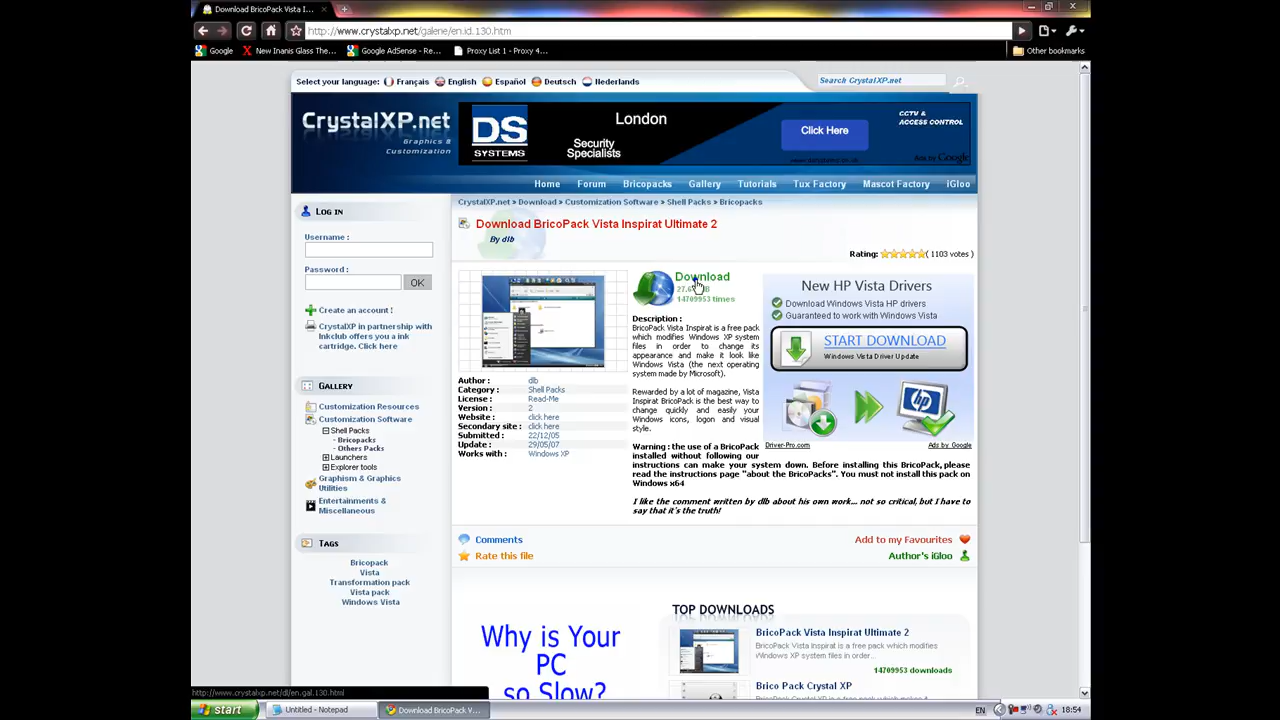 Download BricoPack Vista I...
http://www.crystalxp.net/galerie/en.id.130.htm
Google
New Inanis Glass The...
Google AdSense - Re...
Proxy List 1 - Proxy 4...
Other bookmarks
Select your language:
Français
English
Español
Deutsch
Nederlands
Search CrystalXP.net
CrystalXP.net
Graphics &
Customization
DS
SYSTEMS
London
Security
Specialists
Click Here
CCTV &
ACCESS CONTROL
Ads by Google
Home
Forum
Bricopacks
Gallery
Tutorials
Tux Factory
Mascot Factory
iGloo
LOG IN
Username :
Password :
OK
Create an account !
CrystalXP in partnership with
Inkclub offers you a ink
cartridge. Click here
GALLERY
Customization Resources
Customization Software
Shell Packs
- Bricopacks
- Others Packs
Launchers
Explorer tools
Graphism & Graphics
Utilities
Entertainments &
Miscellaneous
TAGS
Bricopack
Vista
Transformation pack
Vista pack
Windows Vista
CrystalXP.net » Download » Customization Software » Shell Packs » Bricopacks
Download BricoPack Vista Inspirat Ultimate 2
By dlb
Rating:
( 1103 votes )
Download
14709953 times
Author : dlb
Category : Shell Packs
License : Read-Me
Version : 2
Website : click here
Secondary site : click here
Submitted : 22/12/05
Update : 29/05/07
Works with : Windows XP
Description :
BricoPack Vista Inspirat is a free pack
which modifies Windows XP system
files in order to change its
appearance and make it look like
Windows Vista (the next operating
system made by Microsoft).
Rewarded by a lot of magazine, Vista
Inspirat BricoPack is the best way to
change quickly and easily your
Windows icons, logon and visual
style.
Warning : the use of a BricoPack
installed without following our
instructions can make your system down. Before installing this BricoPack, please
read the instructions page "about the BricoPacks". You must not install this pack on
Windows x64
I like the comment written by dlb about his own work... not so critical, but I have to
say that it's the truth!
New HP Vista Drivers
Download Windows Vista HP drivers
Guaranteed to work with Windows Vista
START DOWNLOAD
Windows Vista Driver Update
Driver-Pro.com
Ads by Google
Comments
Rate this file
Add to my Favourites
Author's iGloo
Why is Your
PC
so Slow?
TOP DOWNLOADS
BricoPack Vista Inspirat Ultimate 2
BricoPack Vista Inspirat is a free pack which modifies
Windows XP system files in order...
14709953 downloads
Brico Pack Crystal XP
http://www.crystalxp.net/dl/en.gal.130.html
start
Untitled - Notepad
Download BricoPack V...
EN
18:54